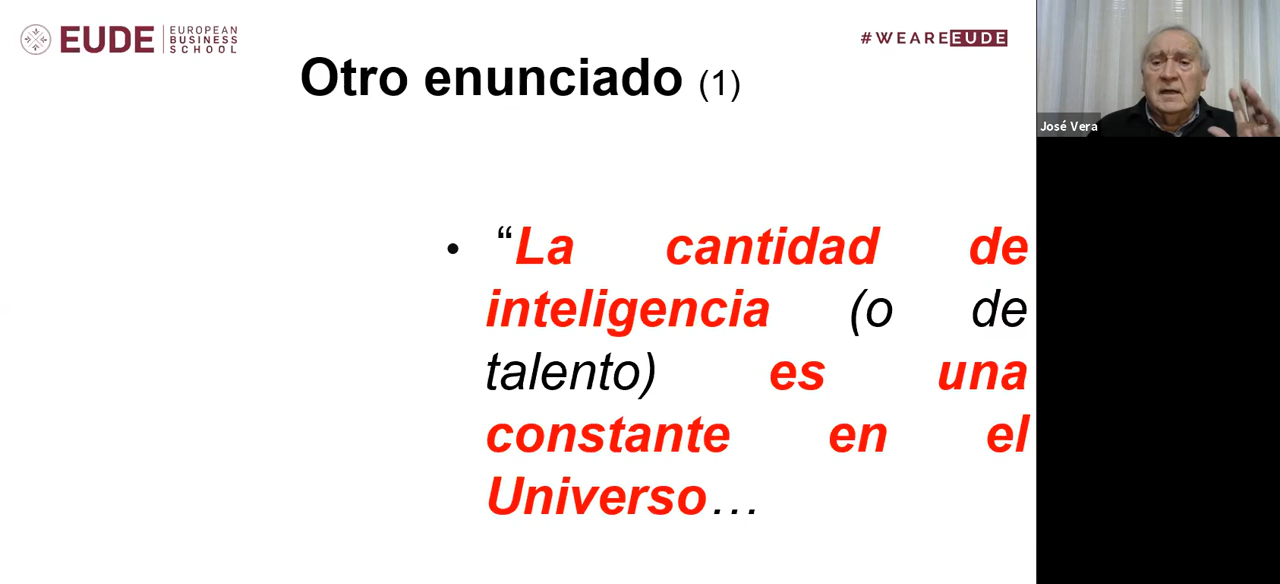 EUDE
EUROPEAN
BUSINESS
SCHOOL
#WEAREEUDE
José Vera
Otro enunciado (1)
• “La cantidad de
inteligencia (o de
talento) es una
constante en el
Universo…